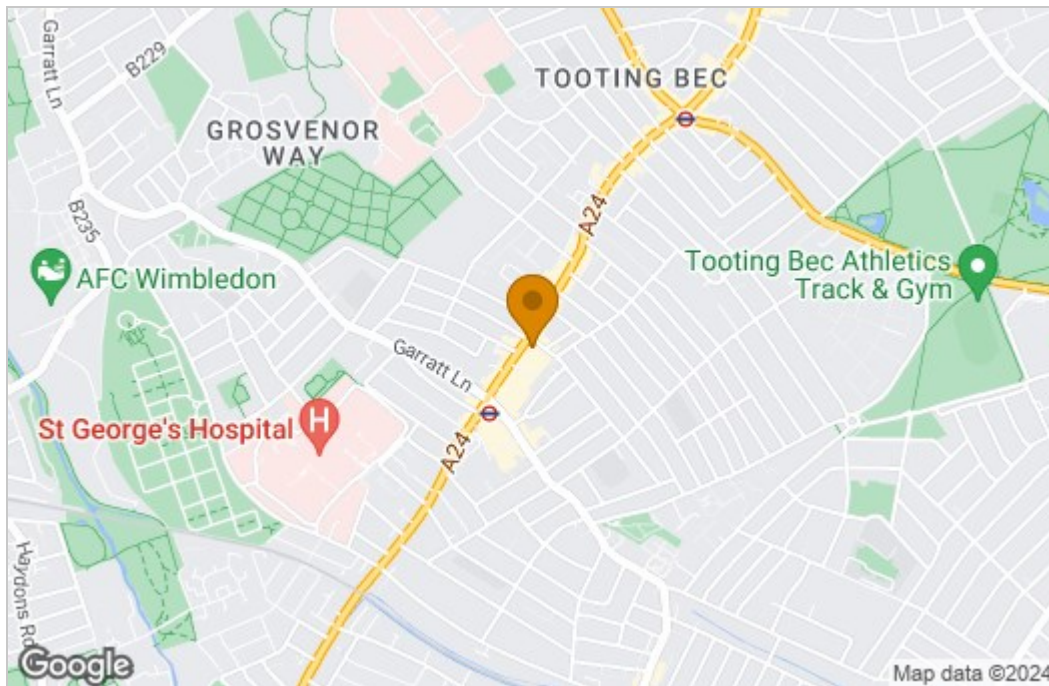 Garratt Ln
B229
TOOTING BEC
GROSVENOR
WAY
B235
A24
AFC Wimbledon
Tooting Bec Athletics
Track & Gym
Garratt Ln
St George's Hospital
H
A24
Haydons Rd
Google
Map data ©2024